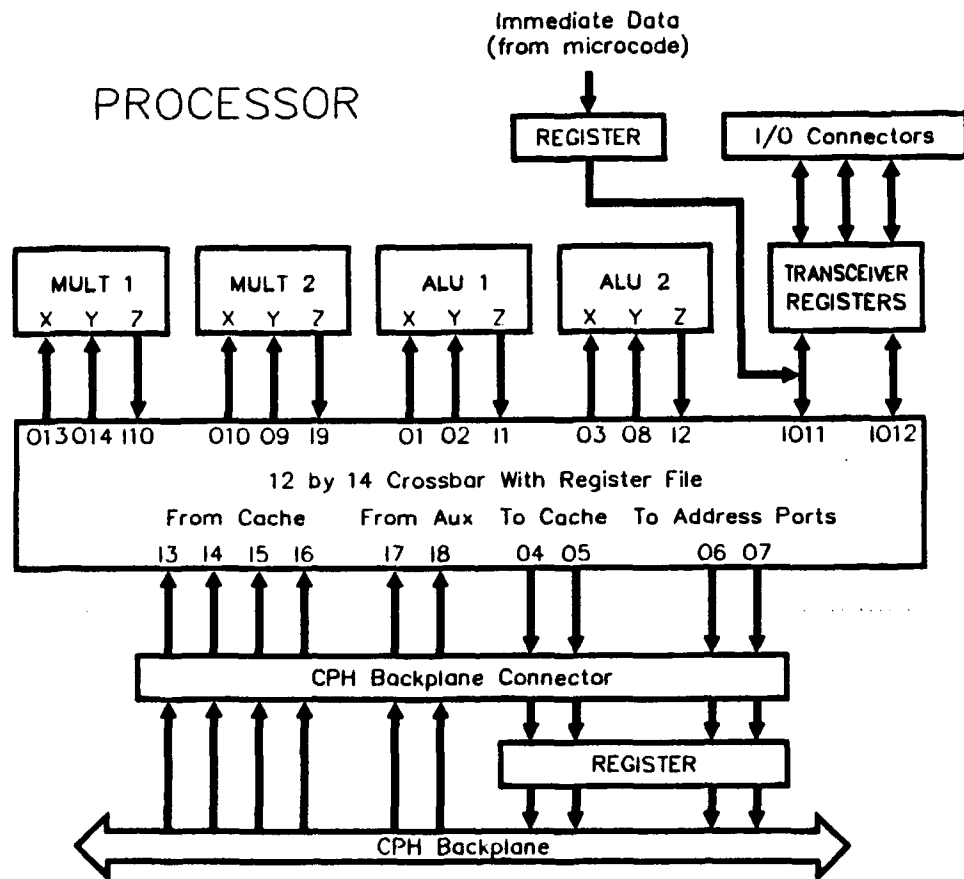 Immediate Data
(from microcode)
PROCESSOR
REGISTER
I/O Connectors
MULT 1
MULT 2
ALU 1
ALU 2
TRANSCEIVER
REGISTERS
X Y Z
X Y Z
X Y Z
X Y Z
O13 O14 I10
O10 O9 I9
O1 O2 I1
O3 O8 I2
IO11
IO12
12 by 14 Crossbar With Register File
From Cache
From Aux
To Cache
To Address Ports
I3 I4 I5 I6
I7 I8
O4 O5
O6 O7
CPH Backplane Connector
REGISTER
CPH Backplane